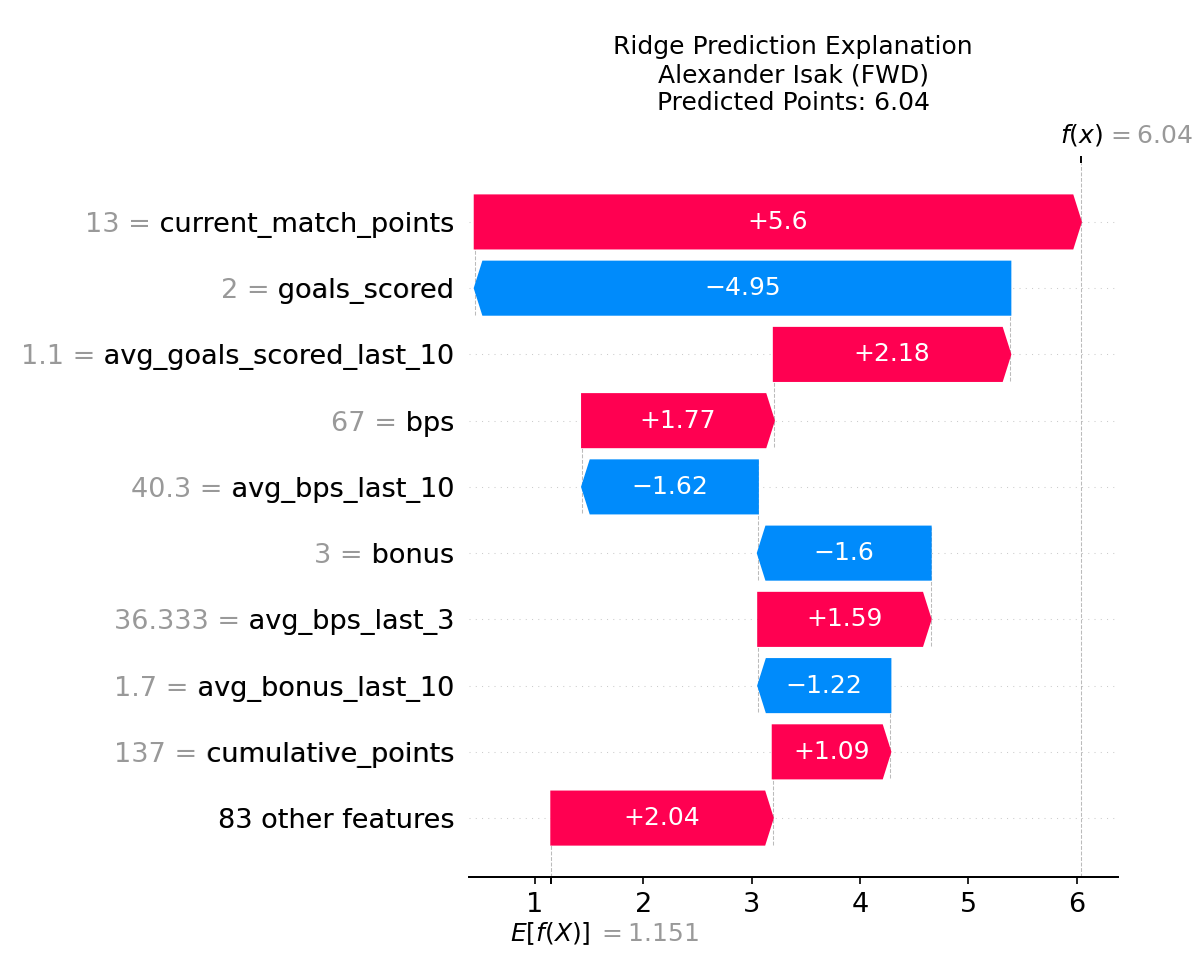 Ridge Prediction Explanation
Alexander Isak (FWD)
Predicted Points: 6.04
f(x) = 6.04
13 = current_match_points
+5.6
2 = goals_scored
−4.95
1.1 = avg_goals_scored_last_10
+2.18
67 = bps
+1.77
40.3 = avg_bps_last_10
−1.62
3 = bonus
−1.6
36.333 = avg_bps_last_3
+1.59
1.7 = avg_bonus_last_10
−1.22
137 = cumulative_points
+1.09
83 other features
+2.04
1 2 3 4 5 6
E[f(X)] = 1.151